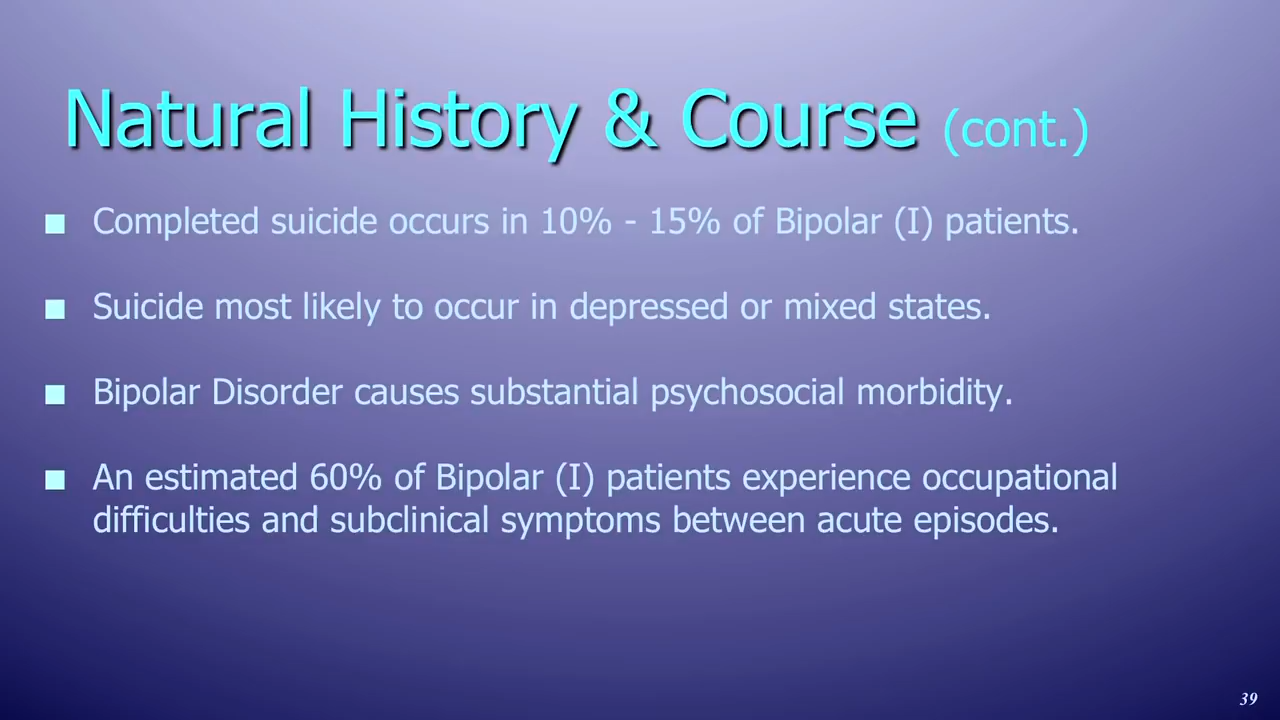 Natural History & Course (cont.)
■ Completed suicide occurs in 10% - 15% of Bipolar (I) patients.
■ Suicide most likely to occur in depressed or mixed states.
■ Bipolar Disorder causes substantial psychosocial morbidity.
■ An estimated 60% of Bipolar (I) patients experience occupational
difficulties and subclinical symptoms between acute episodes.
39